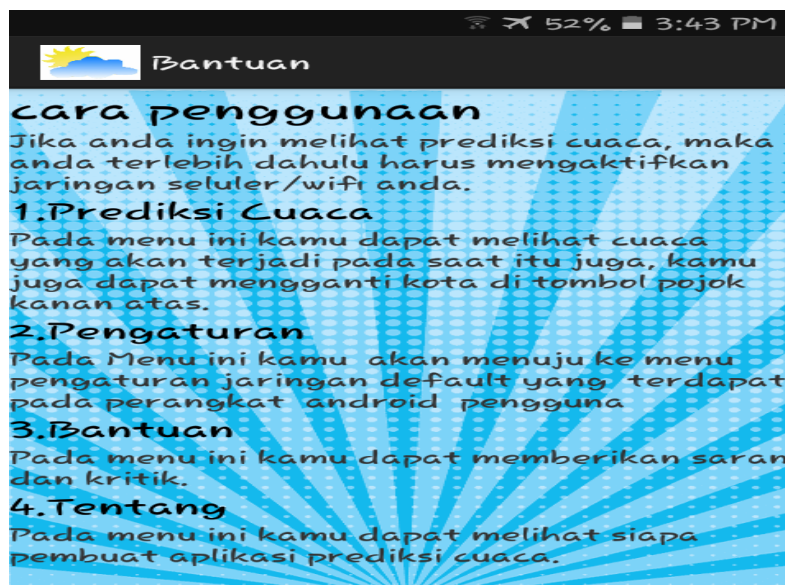 52% 3:43 PM
Bantuan
cara penggunaan
Jika anda ingin melihat prediksi cuaca, maka
anda terlebih dahulu harus mengaktifkan
jaringan seluler/wifi anda.
1.Prediksi Cuaca
Pada menu ini kamu dapat melihat cuaca
yang akan terjadi pada saat itu juga, kamu
juga dapat mengganti kota di tombol pojok
kanan atas.
2.Pengaturan
Pada Menu ini kamu akan menuju ke menu
pengaturan jaringan default yang terdapat
pada perangkat android pengguna
3.Bantuan
Pada menu ini kamu dapat memberikan saran
dan kritik.
4.Tentang
Pada menu ini kamu dapat melihat siapa
pembuat aplikasi prediksi cuaca.